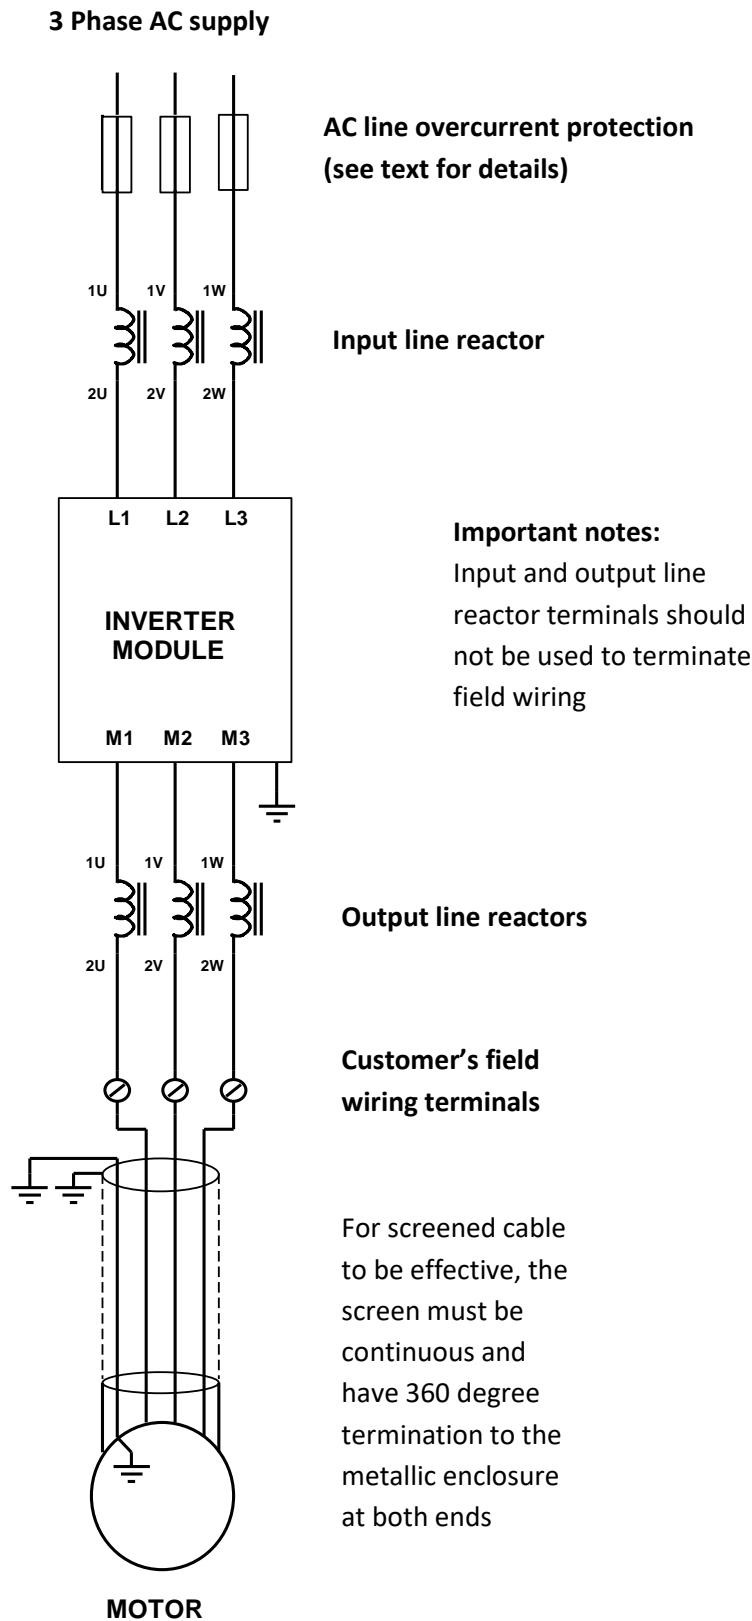 3 Phase AC supply
AC line overcurrent protection
(see text for details)
1U 1V 1W
Input line reactor
2U 2V 2W
L1 L2 L3
INVERTER
MODULE
Important notes:
Input and output line
reactor terminals should
not be used to terminate
field wiring
M1 M2 M3
1U 1V 1W
Output line reactors
2U 2V 2W
Customer’s field
wiring terminals
For screened cable
to be effective, the
screen must be
continuous and
have 360 degree
termination to the
metallic enclosure
at both ends
MOTOR